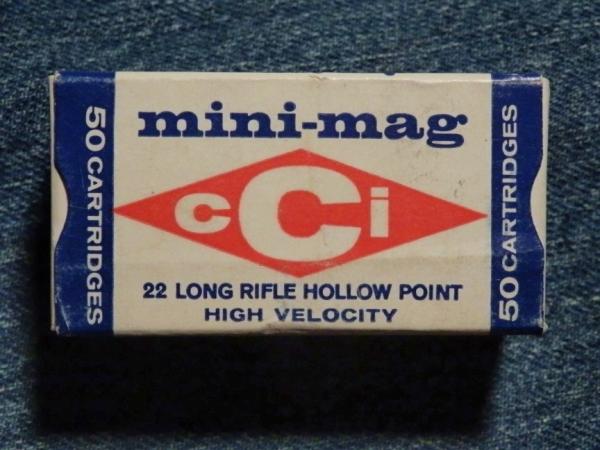 mini-mag
cCi
22 LONG RIFLE HOLLOW POINT
HIGH VELOCITY
50 CARTRIDGES
50 CARTRIDGES